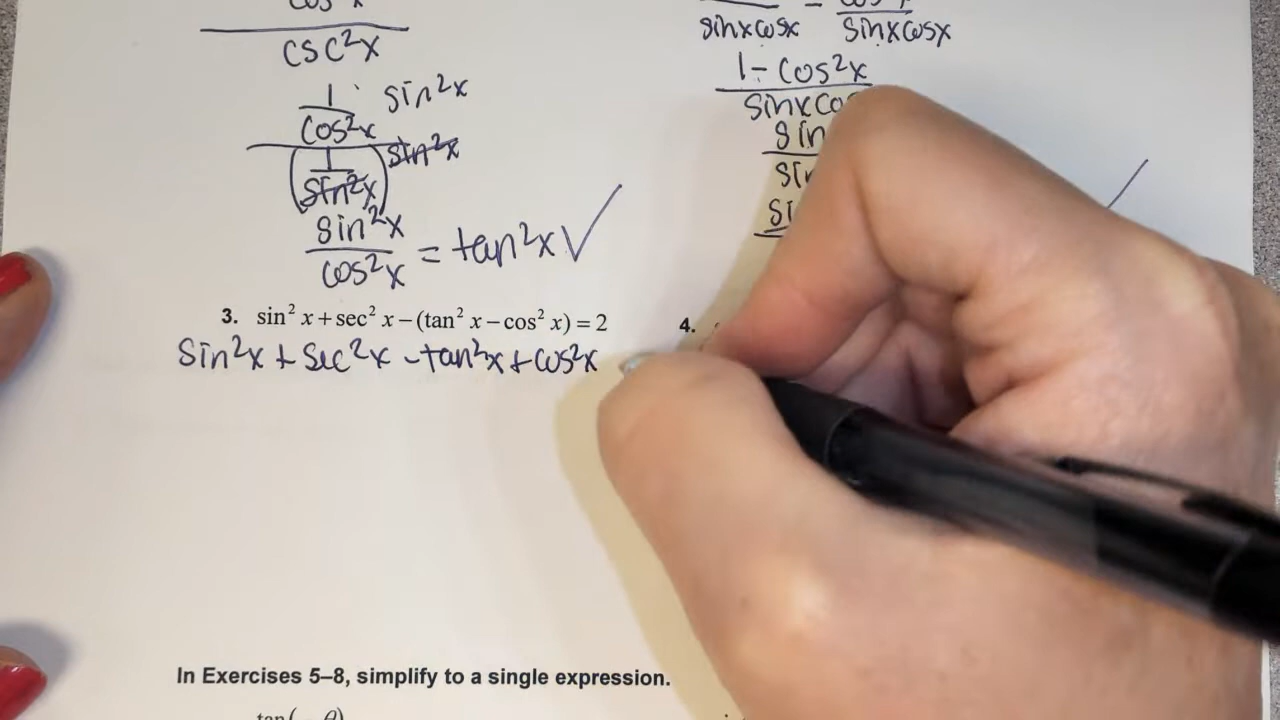 cos²x
csc²x
1 · sin²x
cos²x
1 sin²x
sin²x
sin²x
cos²x = tan²x ✓
3. sin² x + sec² x − (tan² x − cos² x) = 2
sin²x + sec²x − tan²x + cos²x
−
sinxcosx sinxcosx
1 − cos²x
4.
In Exercises 5–8, simplify to a single expression.